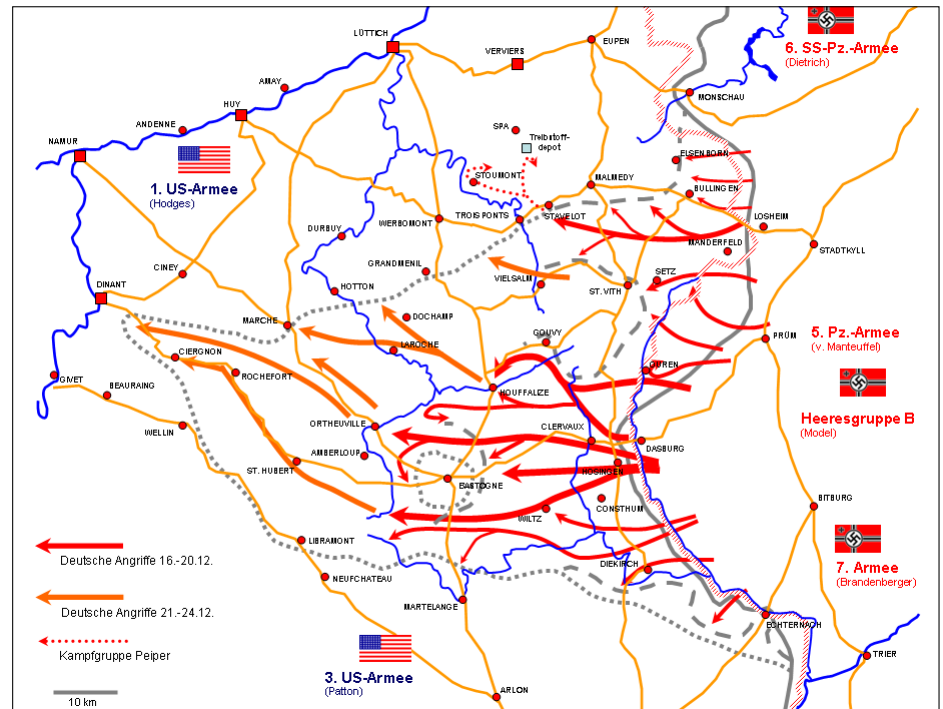 LÜTTICH
EUPEN
VERVIERS
6. SS-Pz.-Armee
(Dietrich)
AMAY
MONSCHAU
HUY
ANDENNE
SPA
Treibstoff-
depot
NAMUR
ELSENBORN
STOUMONT
MALMEDY
BULLINGEN
1. US-Armee
(Hodges)
TROIS PONTS
STAVELOT
WERBOMONT
LOSHEIM
DURBUY
MANDERFELD
STADTKYLL
GRANDMENIL
CINEY
VIELSALM
SETZ
ST. VITH
DINANT
HOTTON
DOCHAMP
MARCHE
GOUVY
5. Pz.-Armee
(v. Manteuffel)
PRÜM
LAROCHE
CIERGNON
OUREN
ROCHEFORT
GIVET
BEAURAING
HOUFFALIZE
Heeresgruppe B
(Model)
ORTHEUVILLE
CLERVAUX
WELLIN
DASBURG
AMBERLOUP
ST. HUBERT
HOSINGEN
BASTOGNE
CONSTHUM
BITBURG
WILTZ
LIBRAMONT
Deutsche Angriffe 16.-20.12.
DIEKIRCH
7. Armee
(Brandenberger)
NEUFCHATEAU
Deutsche Angriffe 21.-24.12.
MARTELANGE
ECHTERNACH
Kampfgruppe Peiper
TRIER
3. US-Armee
(Patton)
ARLON
10 km